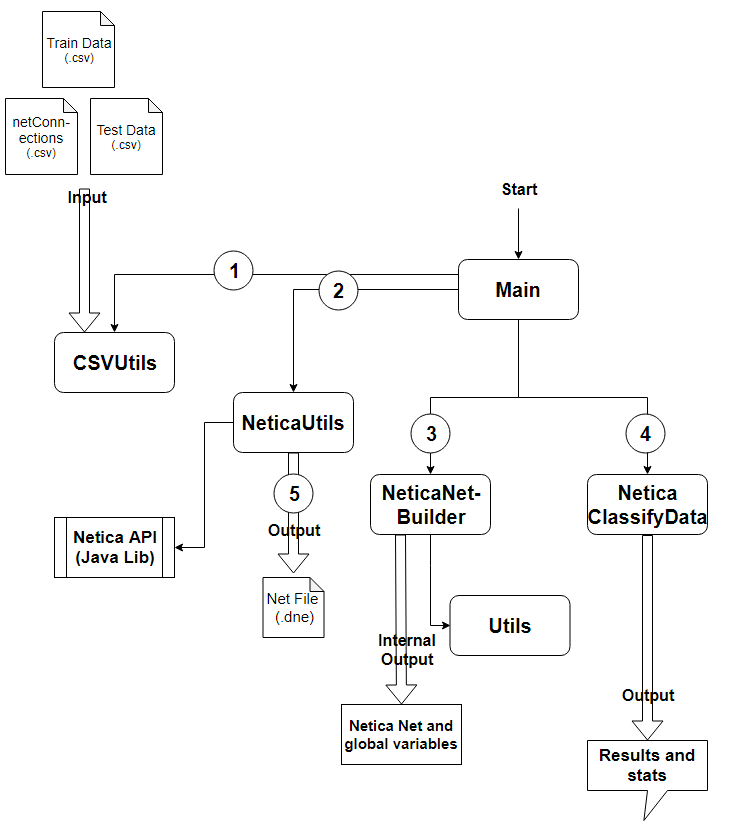 Train Data
(.csv)
netConn-
ections
(.csv)
Test Data
(.csv)
Input
Start
1
2
Main
CSVUtils
NeticaUtils
3
4
5
Output
Netica API
(Java Lib)
Net File
(.dne)
NeticaNet-
Builder
Netica
ClassifyData
Utils
Internal
Output
Netica Net and
global variables
Output
Results and
stats